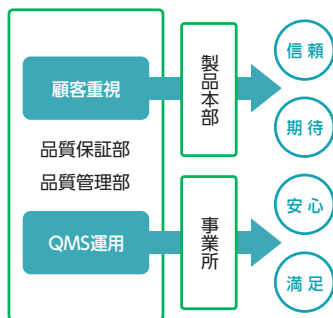 顧客重視
品質保証部
品質管理部
QMS運用
製品本部
事業所
信頼
期待
安心
満足